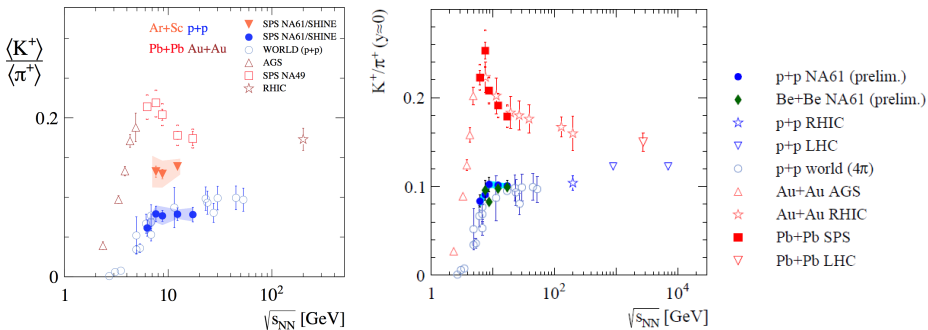 ⟨K⁺⟩
⟨π⁺⟩
Ar+Sc p+p
Pb+Pb Au+Au
SPS NA61/SHINE
SPS NA61/SHINE
WORLD (p+p)
AGS
SPS NA49
RHIC
0.2
0
1
10
10²
√sNN [GeV]
K⁺/π⁺ (y≈0)
0.2
0.1
0.0
1
10²
10⁴
√sNN [GeV]
p+p NA61 (prelim.)
Be+Be NA61 (prelim.)
p+p RHIC
p+p LHC
p+p world (4π)
Au+Au AGS
Au+Au RHIC
Pb+Pb SPS
Pb+Pb LHC